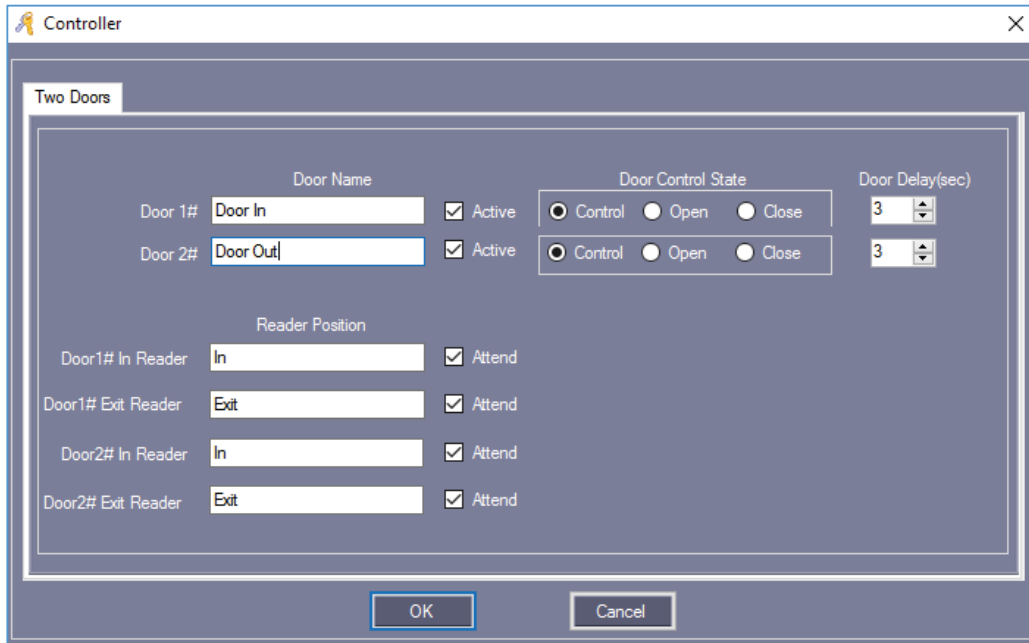 Controller
Two Doors
Door Name Door Control State Door Delay(sec)
Door 1# Door In Active Control Open Close 3
Door 2# Door Out Active Control Open Close 3
Reader Position
Door1# In Reader In Attend
Door1# Exit Reader Exit Attend
Door2# In Reader In Attend
Door2# Exit Reader Exit Attend
OK Cancel